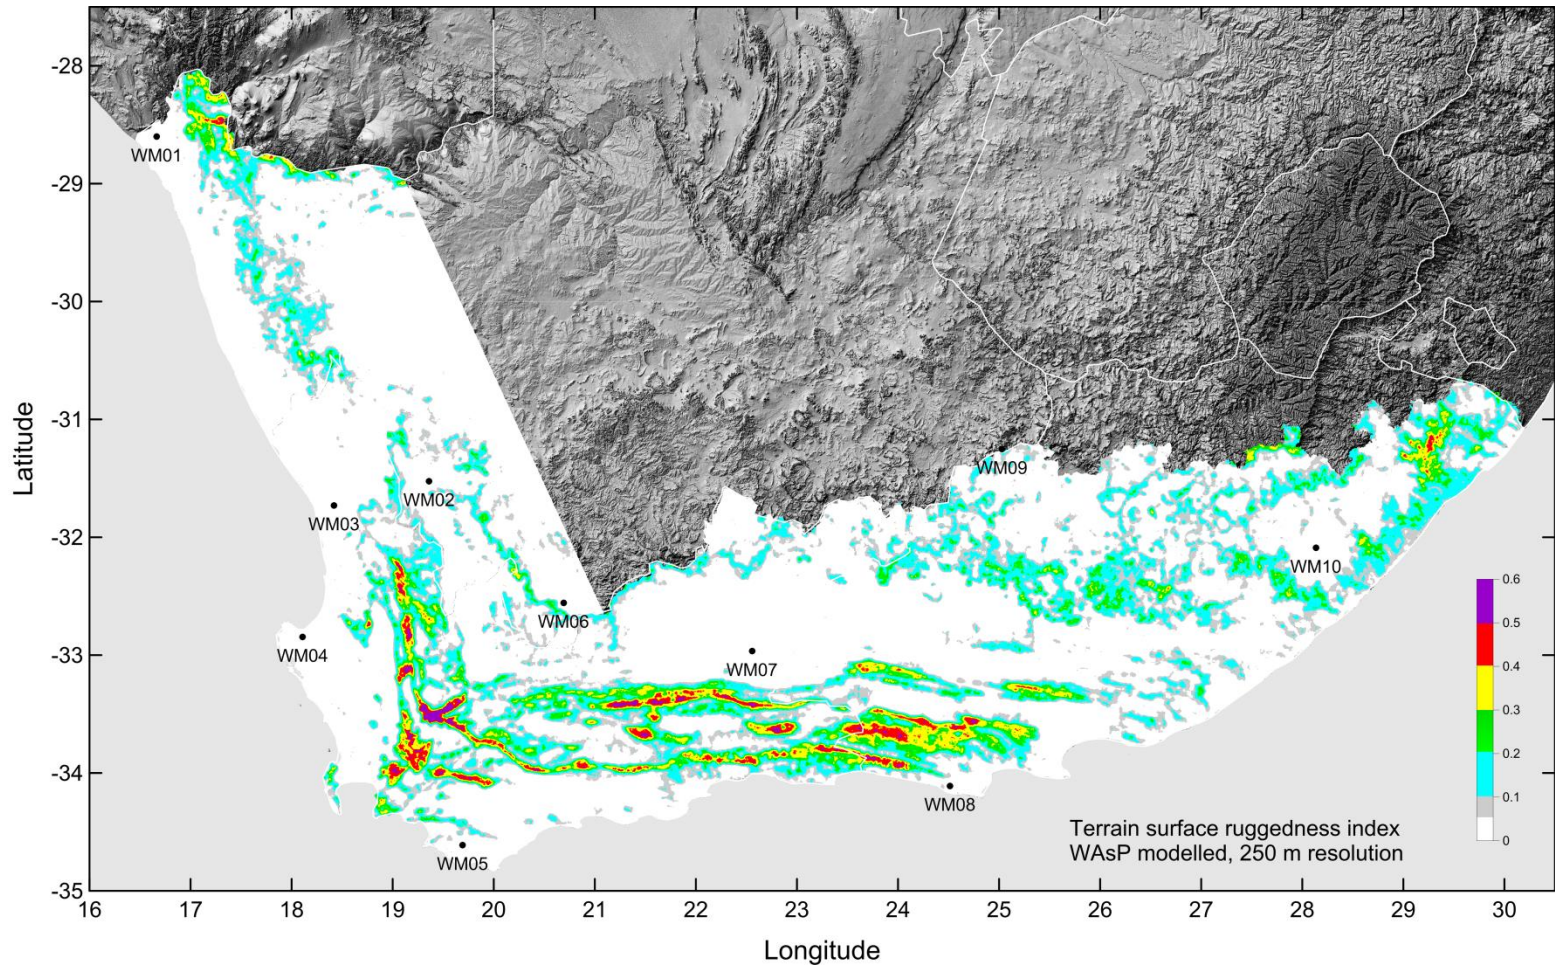 -28
-29
-30
-31
-32
-33
-34
-35
Latitude
WM01
WM09
WM02
WM03
WM10
WM06
WM04
WM07
WM08
WM05
0.6
0.5
0.4
0.3
0.2
0.1
0
Terrain surface ruggedness index
WAsP modelled, 250 m resolution
16 17 18 19 20 21 22 23 24 25 26 27 28 29 30
Longitude